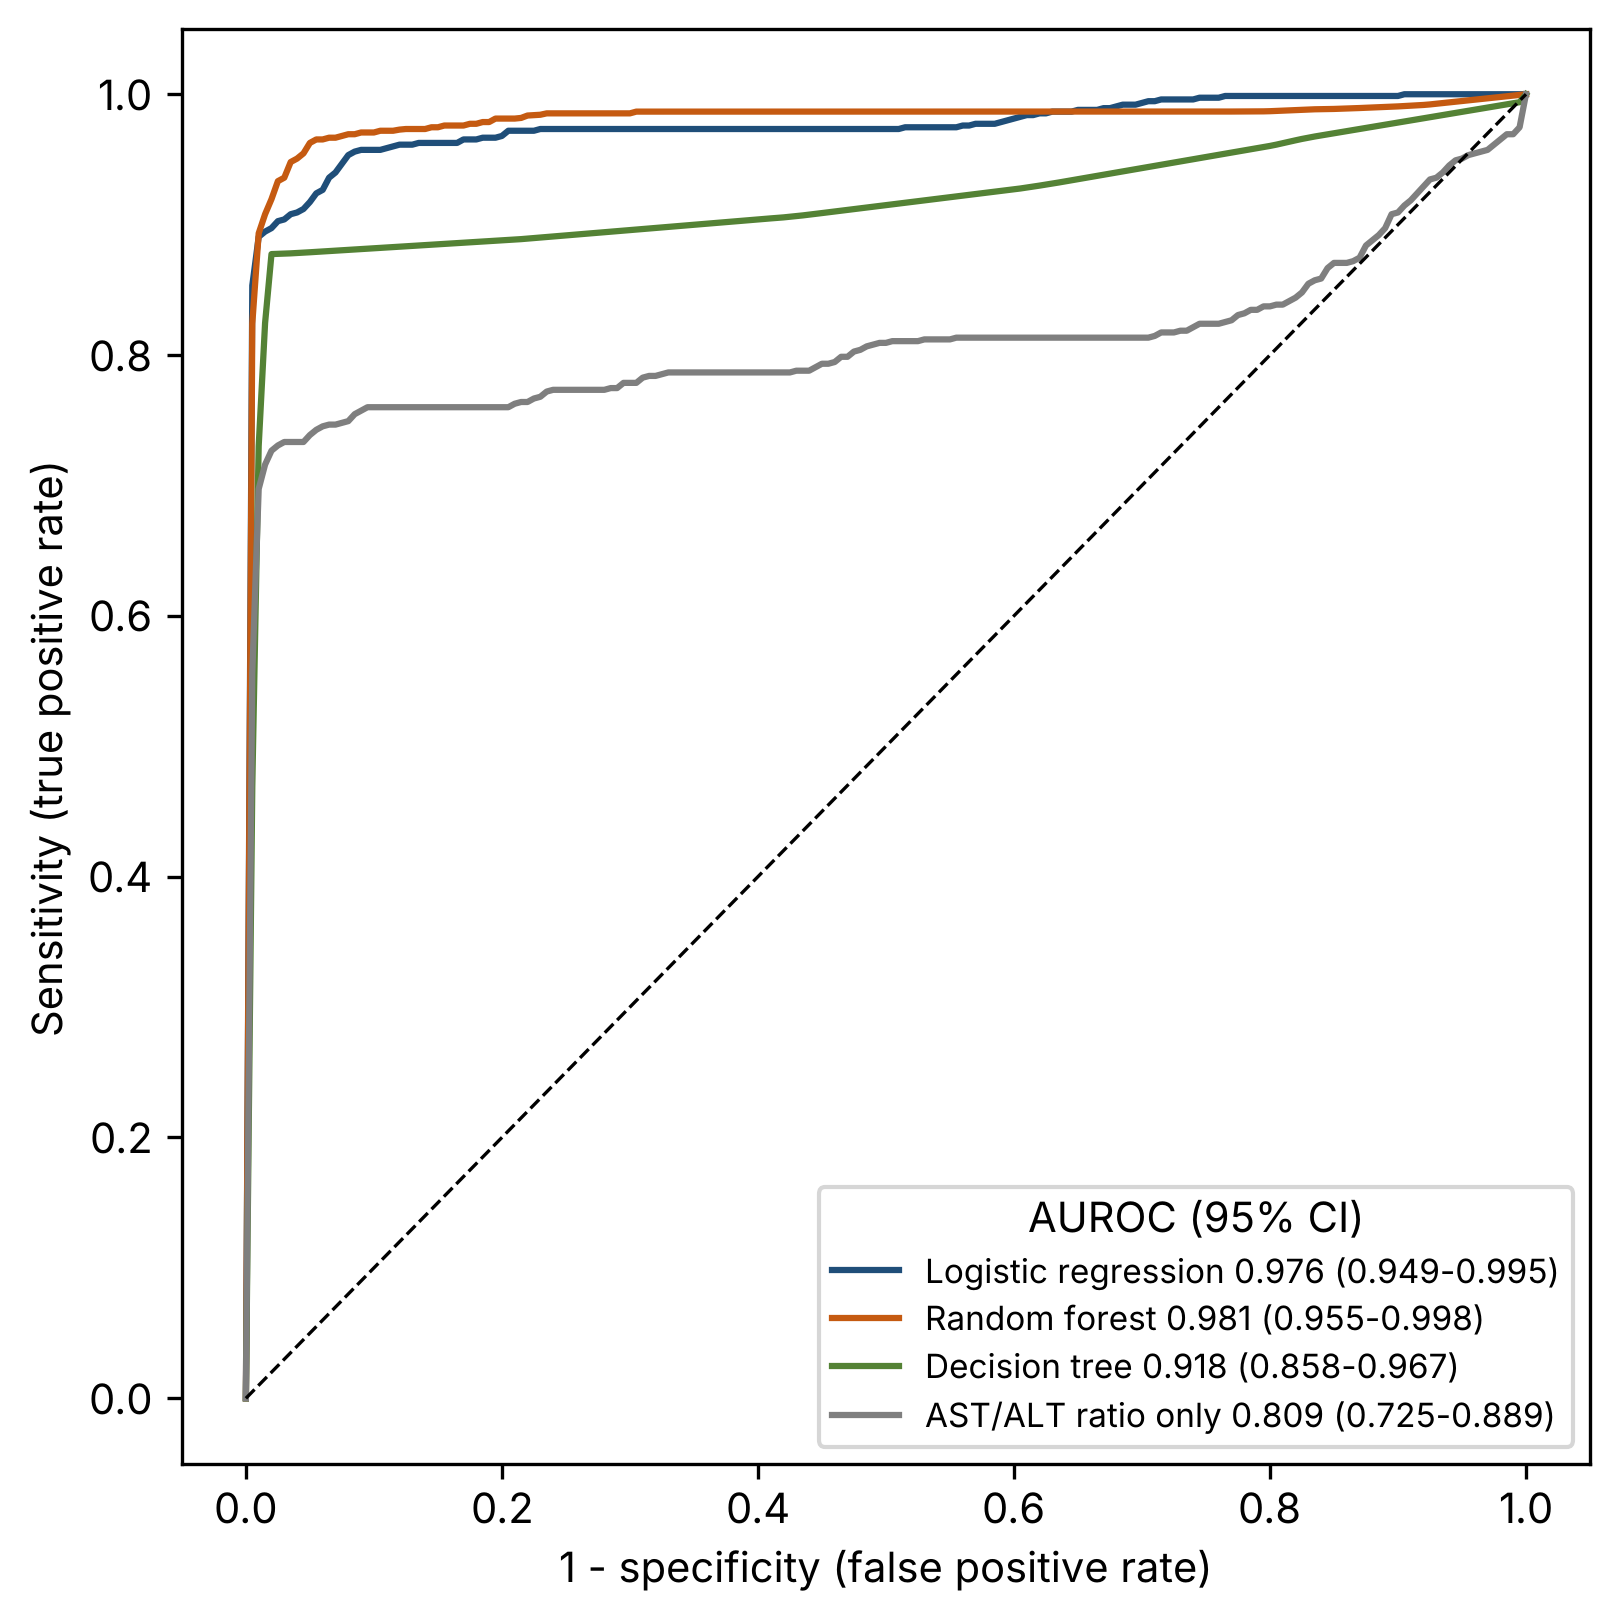 1.0
0.8
0.6
0.4
0.2
0.0
Sensitivity (true positive rate)
0.0 0.2 0.4 0.6 0.8 1.0
1 - specificity (false positive rate)
AUROC (95% CI)
Logistic regression 0.976 (0.949-0.995)
Random forest 0.981 (0.955-0.998)
Decision tree 0.918 (0.858-0.967)
AST/ALT ratio only 0.809 (0.725-0.889)